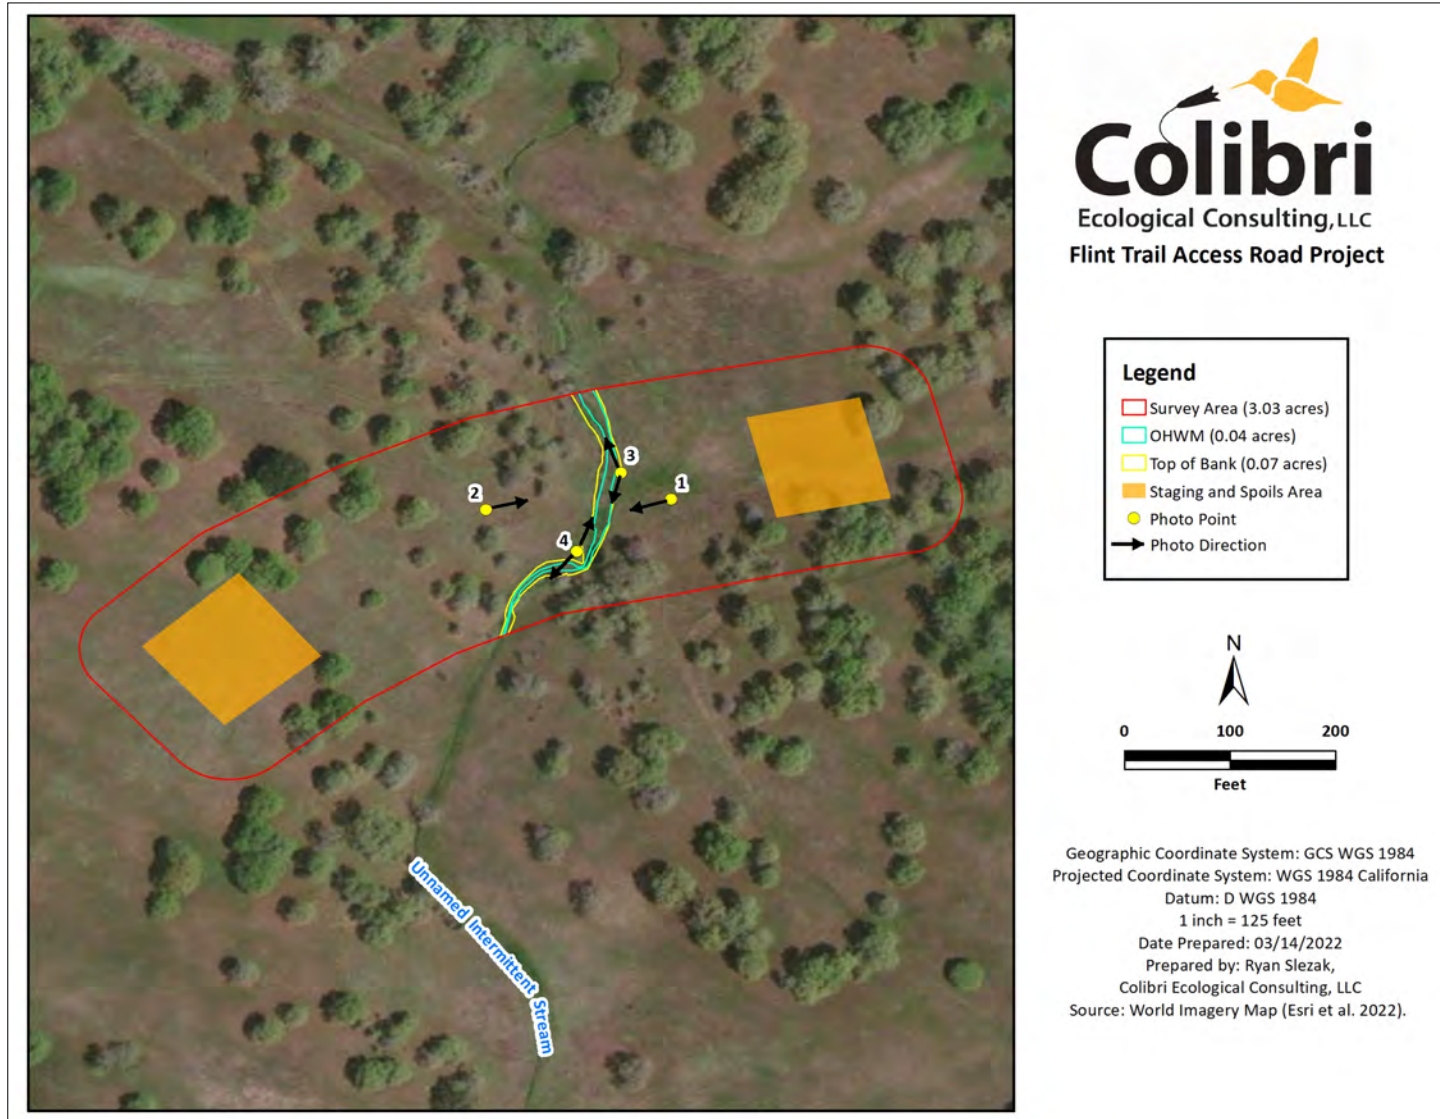 Colibri
Ecological Consulting, LLC
Flint Trail Access Road Project
Legend
Survey Area (3.03 acres)
OHWM (0.04 acres)
Top of Bank (0.07 acres)
Staging and Spoils Area
Photo Point
Photo Direction
3
1
2
4
Unnamed Intermittent Stream
N
0 100 200
Feet
Geographic Coordinate System: GCS WGS 1984
Projected Coordinate System: WGS 1984 California
Datum: D WGS 1984
1 inch = 125 feet
Date Prepared: 03/14/2022
Prepared by: Ryan Slezak,
Colibri Ecological Consulting, LLC
Source: World Imagery Map (Esri et al. 2022).